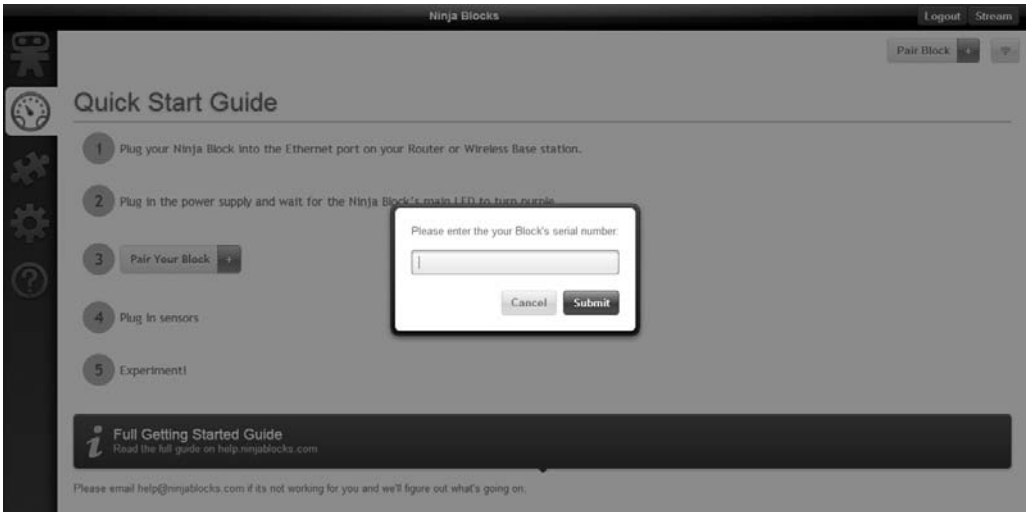 Ninja Blocks
Logout Stream
Pair Block +
Quick Start Guide
1 Plug your Ninja Block into the Ethernet port on your Router or Wireless Base station.
2 Plug in the power supply and wait for the Ninja Block's main LED to turn purple.
Please enter the your Block's serial number:
3 Pair Your Block +
Cancel Submit
4 Plug in sensors
5 Experiment!
i Full Getting Started Guide
Read the full guide on help.ninjablocks.com
Please email help@ninjablocks.com if its not working for you and we'll figure out what's going on.